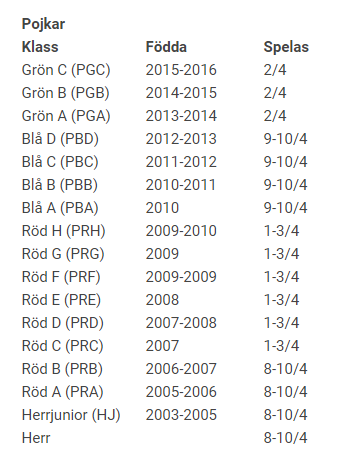 Pojkar
Klass Födda Spelas
Grön C (PGC) 2015-2016 2/4
Grön B (PGB) 2014-2015 2/4
Grön A (PGA) 2013-2014 2/4
Blå D (PBD) 2012-2013 9-10/4
Blå C (PBC) 2011-2012 9-10/4
Blå B (PBB) 2010-2011 9-10/4
Blå A (PBA) 2010 9-10/4
Röd H (PRH) 2009-2010 1-3/4
Röd G (PRG) 2009 1-3/4
Röd F (PRF) 2009-2009 1-3/4
Röd E (PRE) 2008 1-3/4
Röd D (PRD) 2007-2008 1-3/4
Röd C (PRC) 2007 1-3/4
Röd B (PRB) 2006-2007 8-10/4
Röd A (PRA) 2005-2006 8-10/4
Herrjunior (HJ) 2003-2005 8-10/4
Herr 8-10/4